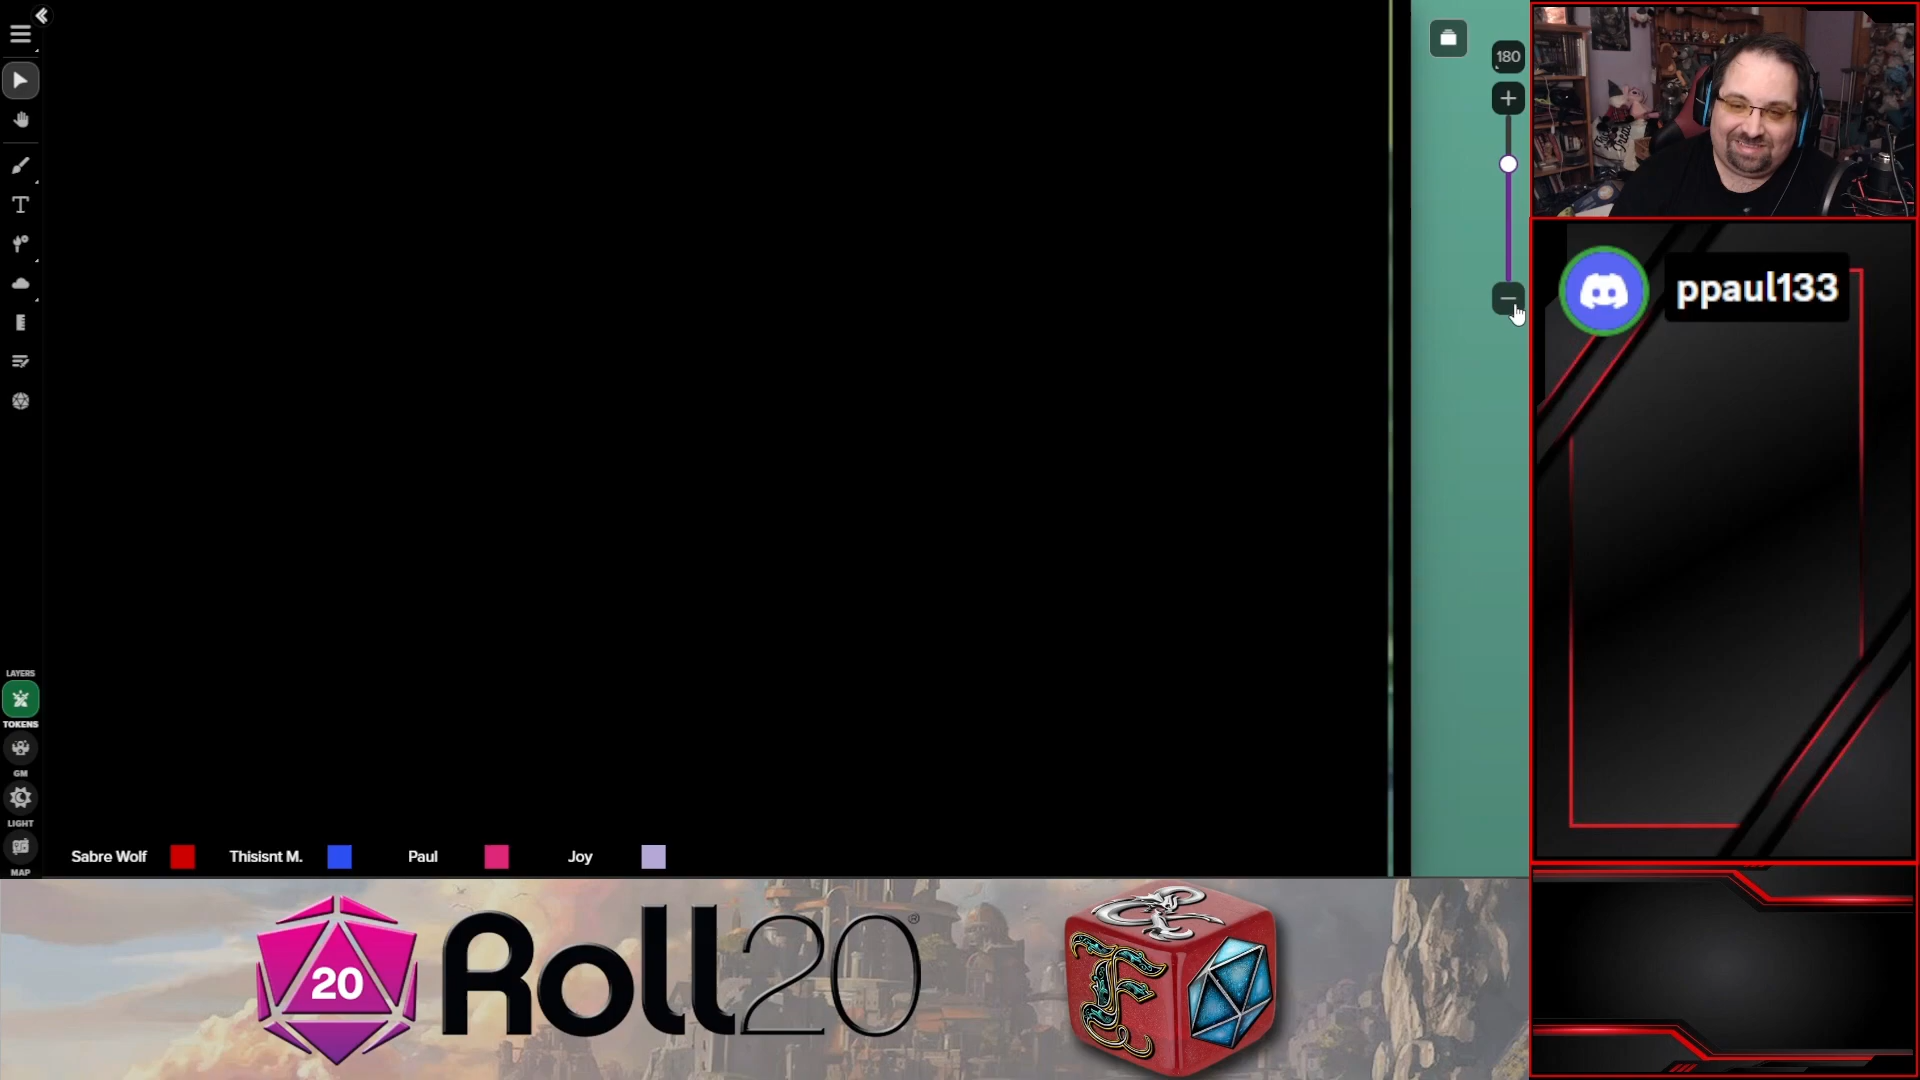 180
ppaul133
LAYERS
TOKENS
GM
LIGHT
MAP
Sabre Wolf
Thisisnt M.
Paul
Joy
20
Roll20®